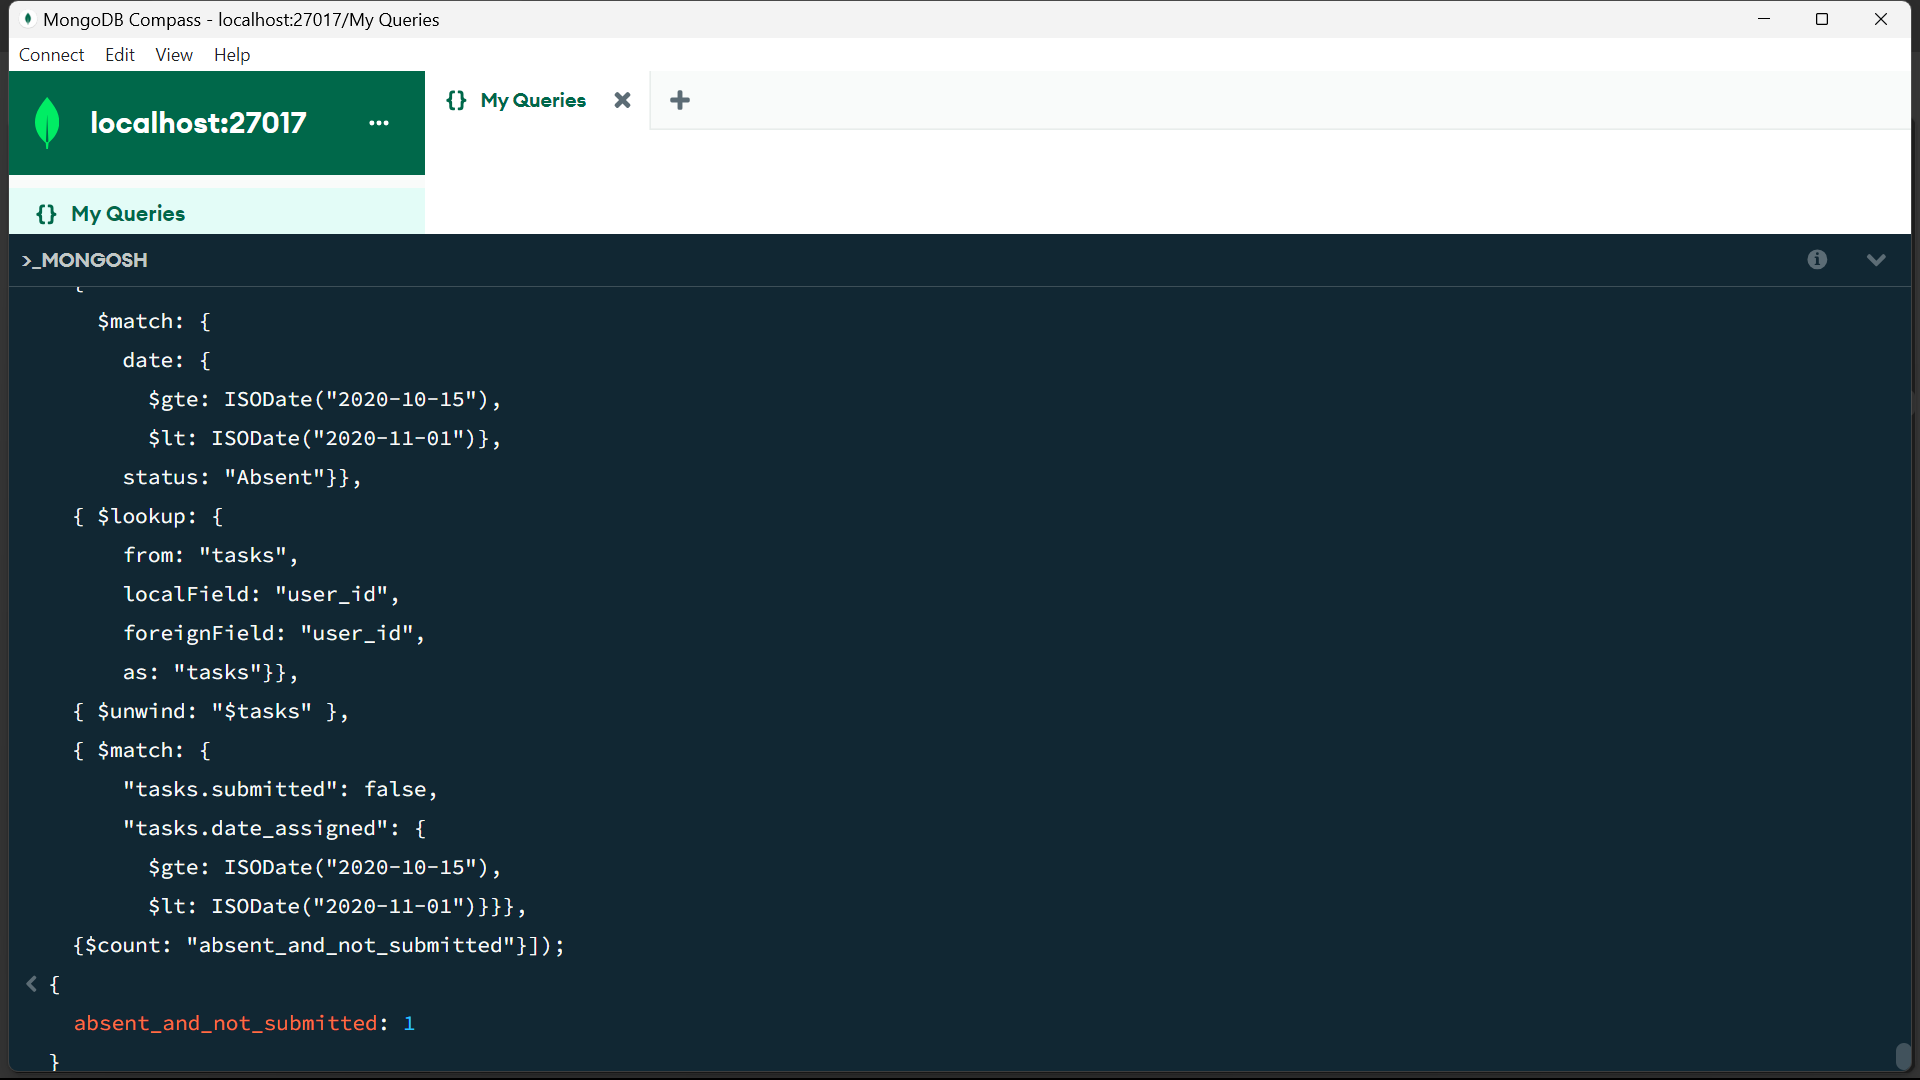 MongoDB Compass - localhost:27017/My Queries
Connect Edit View Help
localhost:27017 ...
{} My Queries
{} My Queries
>_MONGOSH
{
$match: {
date: {
$gte: ISODate("2020-10-15"),
$lt: ISODate("2020-11-01")},
status: "Absent"}},
{ $lookup: {
from: "tasks",
localField: "user_id",
foreignField: "user_id",
as: "tasks"}},
{ $unwind: "$tasks" },
{ $match: {
"tasks.submitted": false,
"tasks.date_assigned": {
$gte: ISODate("2020-10-15"),
$lt: ISODate("2020-11-01")}}},
{$count: "absent_and_not_submitted"}]);
{
absent_and_not_submitted: 1
}